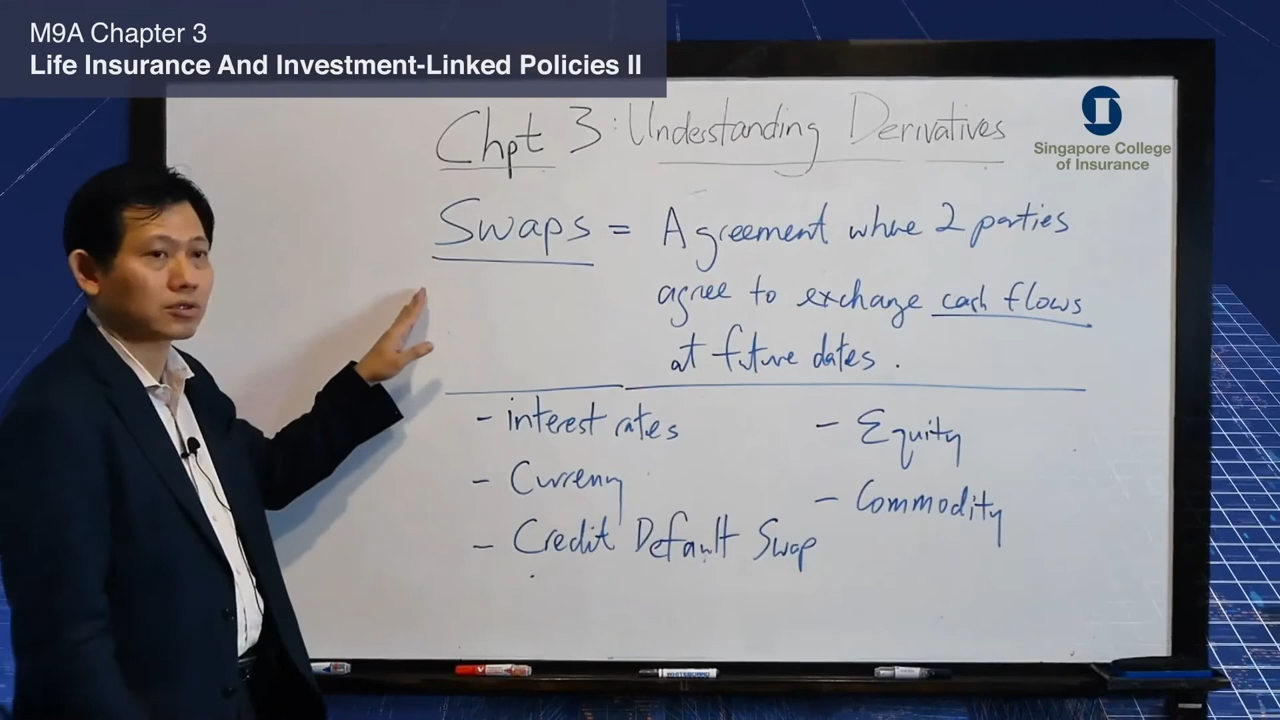 M9A Chapter 3
Life Insurance And Investment-Linked Policies II
Singapore College
of Insurance
Chpt 3: Understanding Derivatives
Swaps = Agreement where 2 parties
agree to exchange cash flows
at future dates.
- interest rates
- Currency
- Credit Default Swap
- Equity
- Commodity
WHITEBOARD